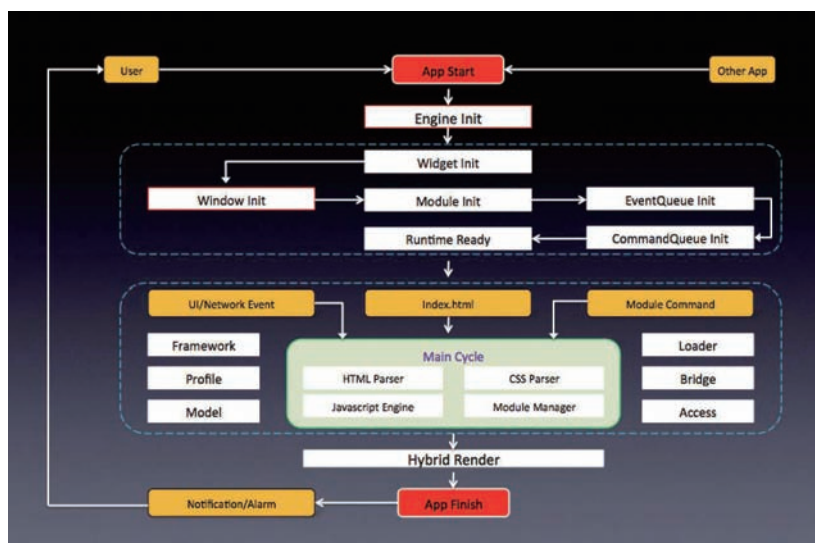 User
App Start
Other App
Engine Init
Widget Init
Window Init
Module Init
EventQueue Init
Runtime Ready
CommandQueue Init
UI/Network Event
Index.html
Module Command
Framework
Main Cycle
Loader
HTML Parser
CSS Parser
Profile
Bridge
Javascript Engine
Module Manager
Model
Access
Hybrid Render
Notification/Alarm
App Finish